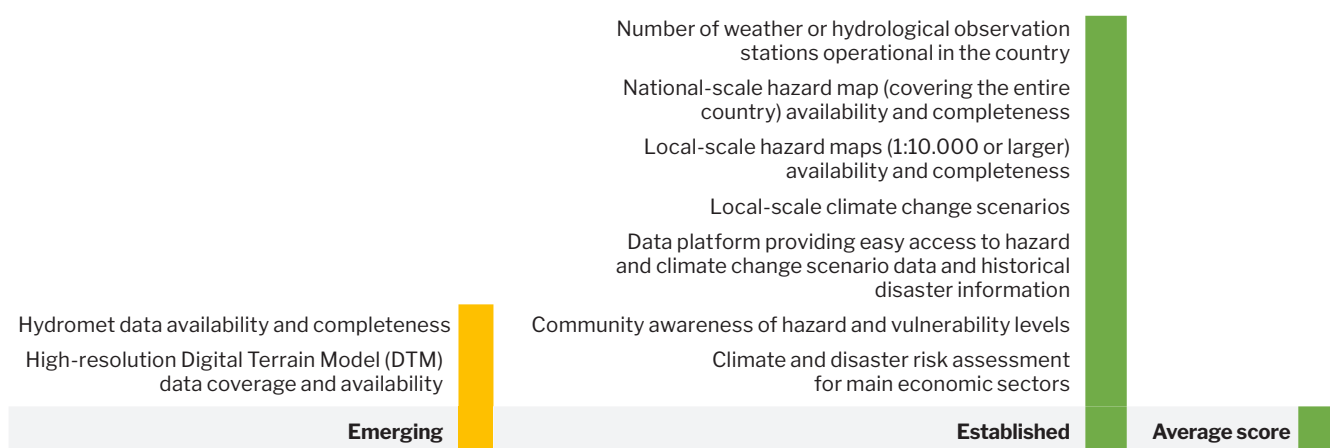 Number of weather or hydrological observation
stations operational in the country
National-scale hazard map (covering the entire
country) availability and completeness
Local-scale hazard maps (1:10.000 or larger)
availability and completeness
Local-scale climate change scenarios
Data platform providing easy access to hazard
and climate change scenario data and historical
disaster information
Hydromet data availability and completeness
Community awareness of hazard and vulnerability levels
High-resolution Digital Terrain Model (DTM)
data coverage and availability
Climate and disaster risk assessment
for main economic sectors
Emerging
Established
Average score